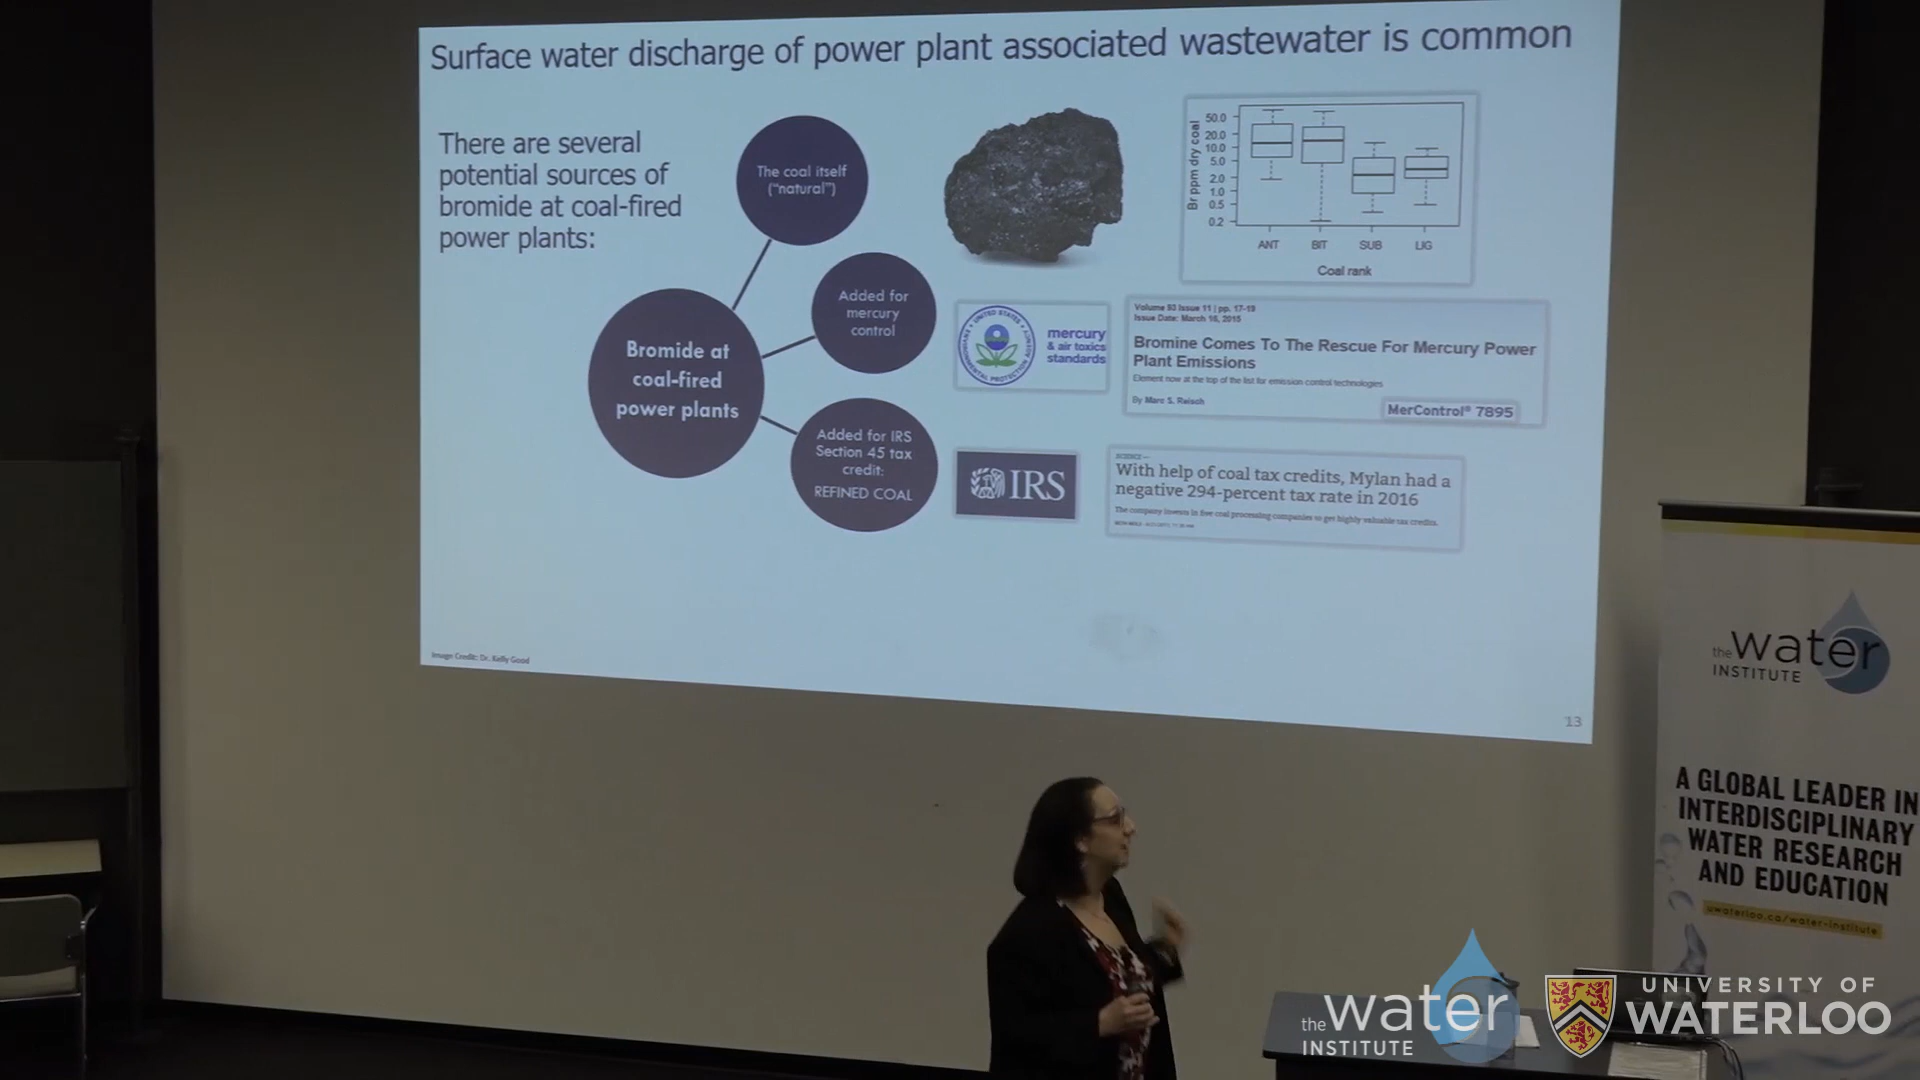 Surface water discharge of power plant associated wastewater is common
There are several
potential sources of
bromide at coal-fired
power plants:
The coal itself
("natural")
Added for
mercury
control
Bromide at
coal-fired
power plants
Added for IRS
Section 45 tax
credit:
REFINED COAL
Br ppm dry coal
50.0
20.0
10.0
5.0
2.0
1.0
0.5
0.2
ANT BIT SUB LIG
Coal rank
UNITED STATES
ENVIRONMENTAL PROTECTION AGENCY
mercury
& air toxics
standards
Volume 93 Issue 11 | pp. 17-19
Issue Date: March 16, 2015
Bromine Comes To The Rescue For Mercury Power
Plant Emissions
Element now at the top of the list for emission control technologies
By Marc S. Reisch
MerControl® 7895
IRS
SCIENCE —
With help of coal tax credits, Mylan had a
negative 294-percent tax rate in 2016
The company invests in five coal processing companies to get highly valuable tax credits.
Image Credit: Dr. Kelly Good
13
the water
INSTITUTE
A GLOBAL LEADER IN
INTERDISCIPLINARY
WATER RESEARCH
AND EDUCATION
uwaterloo.ca/water-institute
the water
INSTITUTE
UNIVERSITY OF
WATERLOO